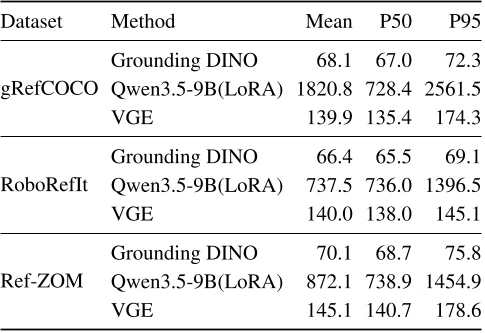 Dataset Method Mean P50 P95
Grounding DINO 68.1 67.0 72.3
gRefCOCO Qwen3.5-9B(LoRA) 1820.8 728.4 2561.5
VGE 139.9 135.4 174.3
Grounding DINO 66.4 65.5 69.1
RoboRefIt Qwen3.5-9B(LoRA) 737.5 736.0 1396.5
VGE 140.0 138.0 145.1
Grounding DINO 70.1 68.7 75.8
Ref-ZOM Qwen3.5-9B(LoRA) 872.1 738.9 1454.9
VGE 145.1 140.7 178.6